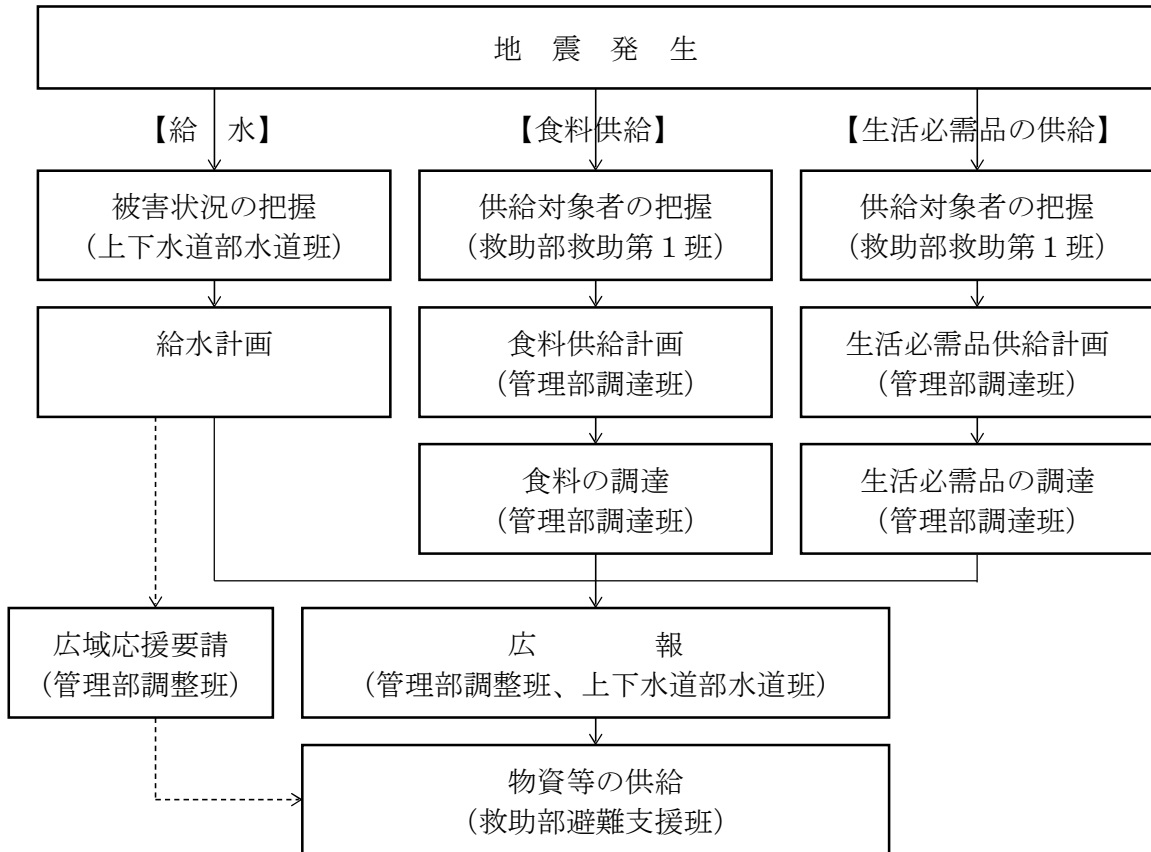 地　震　発　生
【給　水】
【食料供給】
【生活必需品の供給】
被害状況の把握
（上下水道部水道班）
供給対象者の把握
（救助部救助第１班）
供給対象者の把握
（救助部救助第１班）
給水計画
食料供給計画
（管理部調達班）
生活必需品供給計画
（管理部調達班）
食料の調達
（管理部調達班）
生活必需品の調達
（管理部調達班）
広域応援要請
（管理部調整班）
広　　　　報
（管理部調整班、上下水道部水道班）
物資等の供給
（救助部避難支援班）